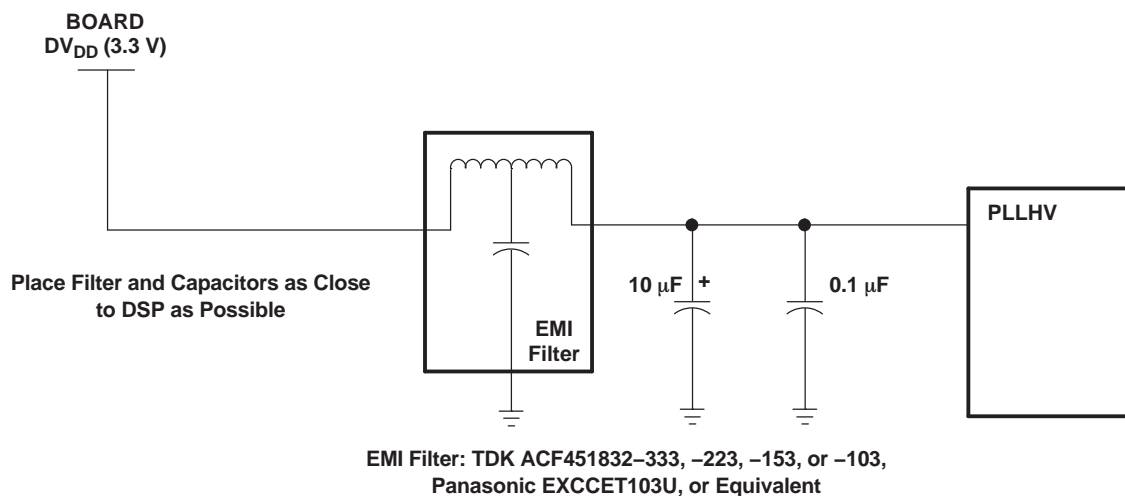 BOARD
DVDD (3.3 V)
PLLHV
Place Filter and Capacitors as Close
to DSP as Possible
10 μF
+
0.1 μF
EMI
Filter
EMI Filter: TDK ACF451832–333, –223, –153, or –103,
Panasonic EXCCET103U, or Equivalent